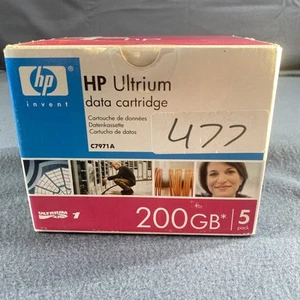 hp
invent
HP Ultrium
data cartridge
Cartouche de données
Datenkassette
Cartucho de datos
C7971A
477
ULTRIUM 1
200GB* 5
pack